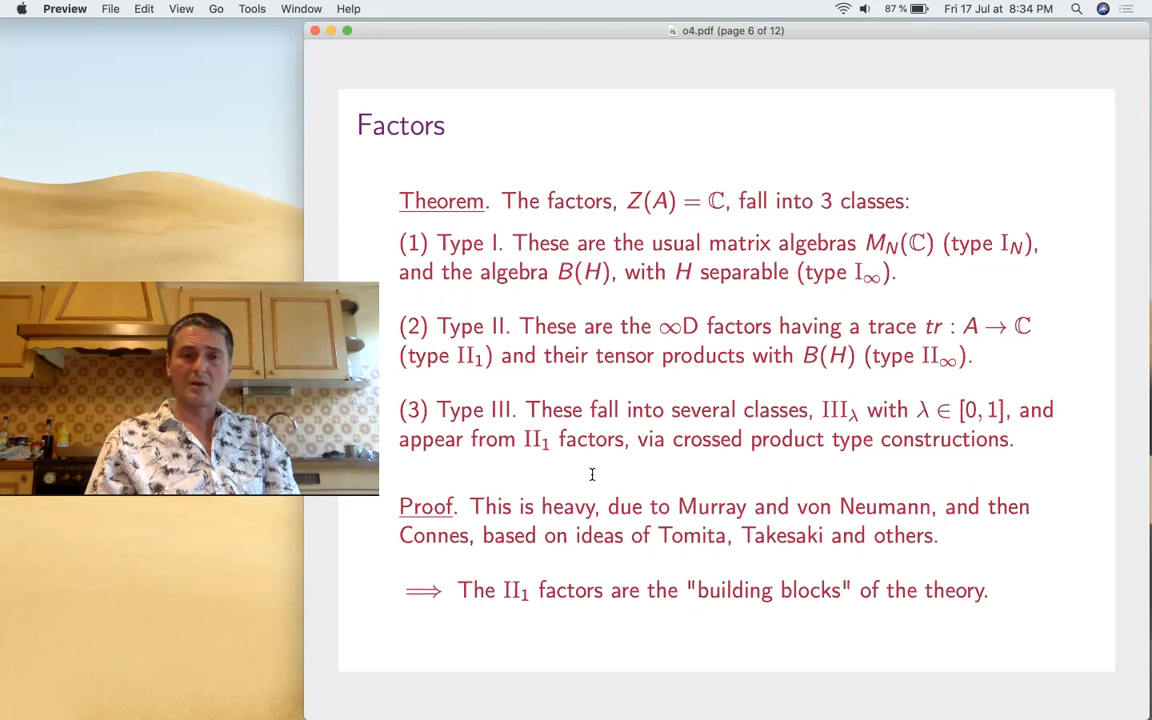 Preview File Edit View Go Tools Window Help 87 % Fri 17 Jul at 8:34 PM
o4.pdf (page 6 of 12)
Factors
Theorem. The factors, Z(A) = ℂ, fall into 3 classes:
(1) Type I. These are the usual matrix algebras M_N(ℂ) (type I_N),
and the algebra B(H), with H separable (type I_∞).
(2) Type II. These are the ∞D factors having a trace tr : A → ℂ
(type II₁) and their tensor products with B(H) (type II_∞).
(3) Type III. These fall into several classes, III_λ with λ ∈ [0, 1], and
appear from II₁ factors, via crossed product type constructions.
Proof. This is heavy, due to Murray and von Neumann, and then
Connes, based on ideas of Tomita, Takesaki and others.
⟹ The II₁ factors are the "building blocks" of the theory.